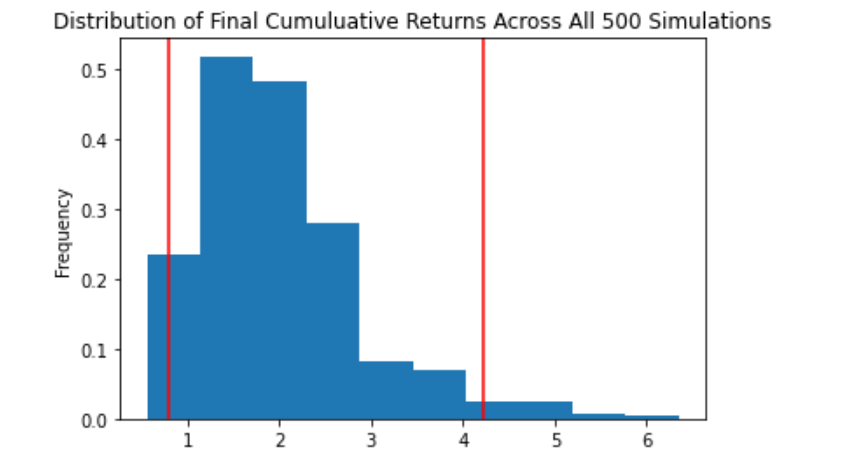 Distribution of Final Cumuluative Returns Across All 500 Simulations
Frequency
0.5
0.4
0.3
0.2
0.1
0.0
1 2 3 4 5 6